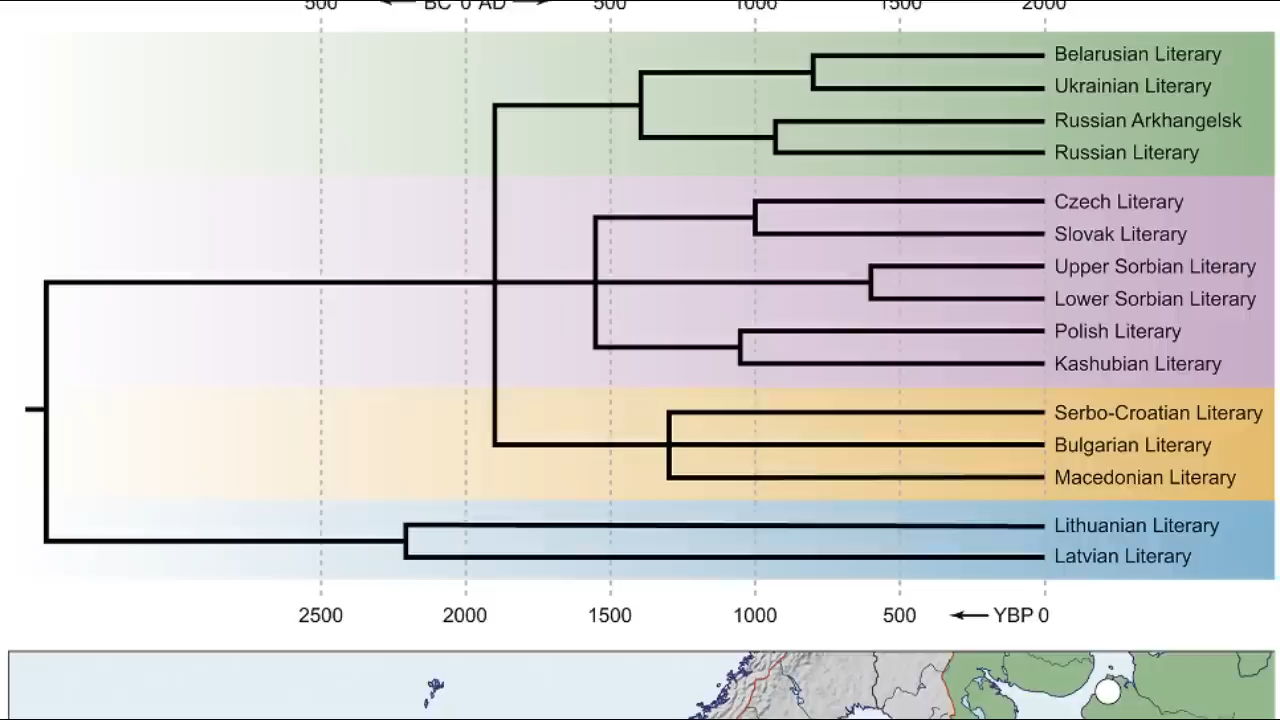 500 BC 0 AD 500 1000 1500 2000
Belarusian Literary
Ukrainian Literary
Russian Arkhangelsk
Russian Literary
Czech Literary
Slovak Literary
Upper Sorbian Literary
Lower Sorbian Literary
Polish Literary
Kashubian Literary
Serbo-Croatian Literary
Bulgarian Literary
Macedonian Literary
Lithuanian Literary
Latvian Literary
2500 2000 1500 1000 500 YBP 0